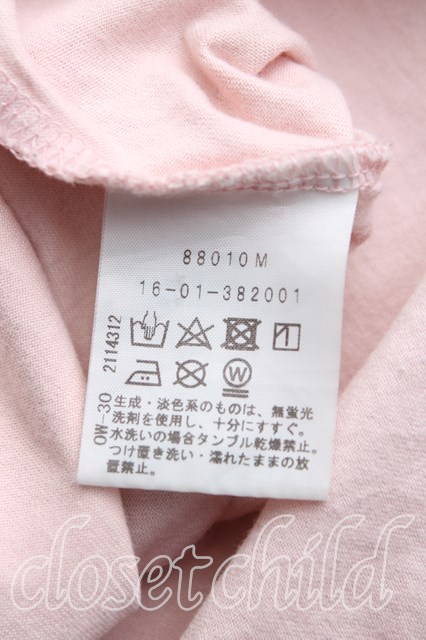 88010M
16-01-382001
2114312
W
OW-30
生成・淡色系のものは、無蛍光
洗剤を使用し、十分にすすぐ。
水洗いの場合タンブル乾燥禁止。
つけ置き洗い・濡れたままの放
置禁止。
closetchild